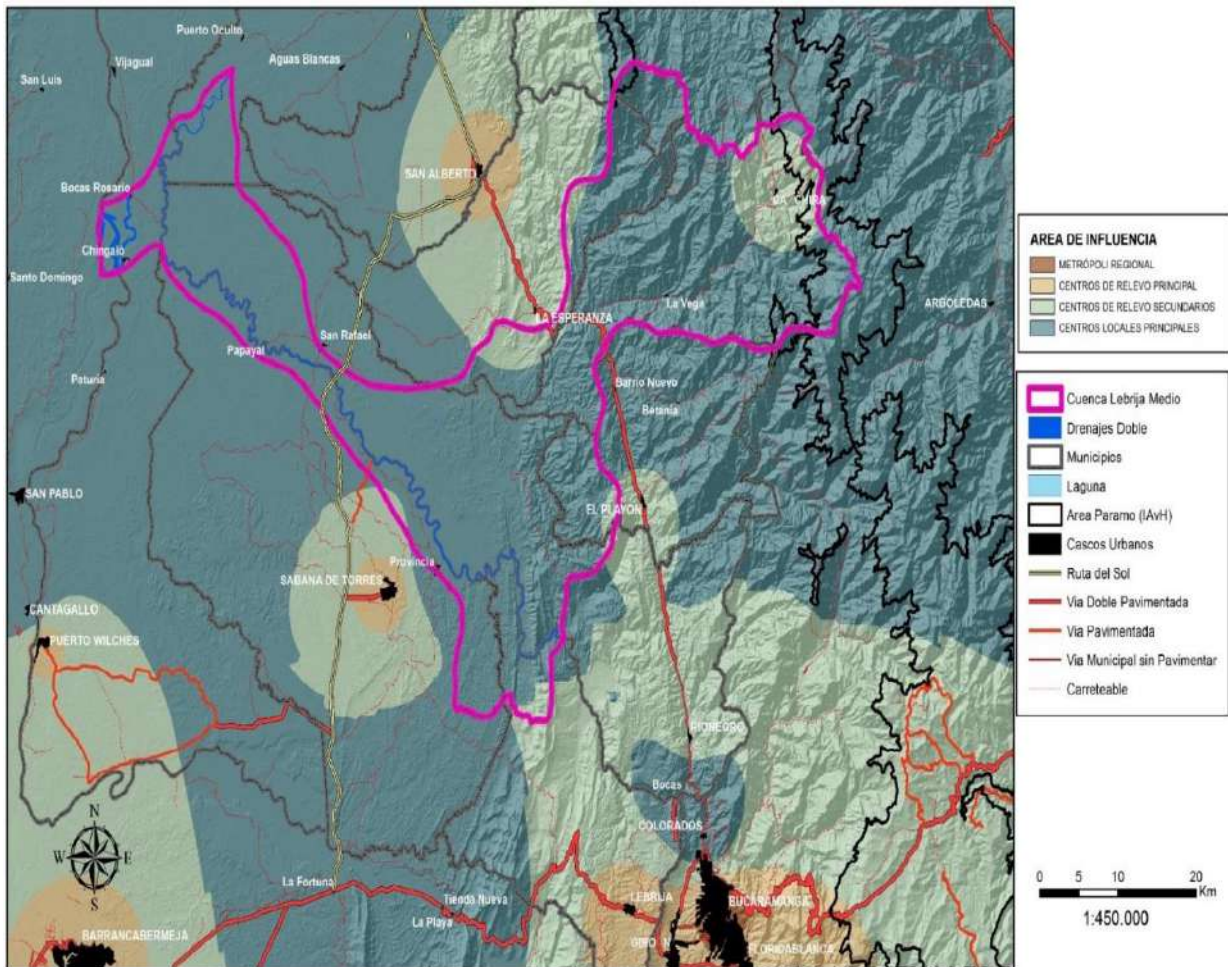 Puerto Oculto
Vijagual
Aguas Blancas
San Luis
SAN ALBERTO
Bocas Rosario
Chingalo
Santo Domingo
La Vega
ARBOLEDAS
LA ESPERANZA
San Rafael
Papayal
Barrio Nuevo
Betania
Paturia
SAN PABLO
EL PLAYON
Provincia
SABANA DE TORRES
CANTAGALLO
PUERTO WILCHES
RIONEGRO
Bocas
COLORADOS
N
W
E
S
La Fortuna
Tienda Nueva
La Playa
LEBRIJA
BUCARAMANGA
BARRANCABERMEJA
FLORIDABLANCA
AREA DE INFLUENCIA
METRÓPOLI REGIONAL
CENTROS DE RELEVO PRINCIPAL
CENTROS DE RELEVO SECUNDARIOS
CENTROS LOCALES PRINCIPALES
Cuenca Lebrija Medio
Drenajes Doble
Municipios
Laguna
Area Paramo (IAvH)
Cascos Urbanos
Ruta del Sol
Via Doble Pavimentada
Via Pavimentada
Via Municipal sin Pavimentar
Carreteable
0 5 10 20
Km
1:450.000